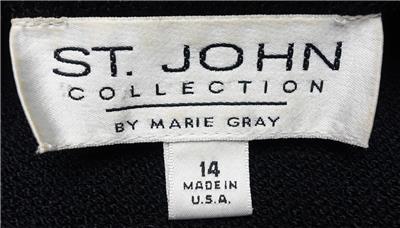 ST. JOHN
COLLECTION
BY MARIE GRAY
14
MADE IN
U.S.A.